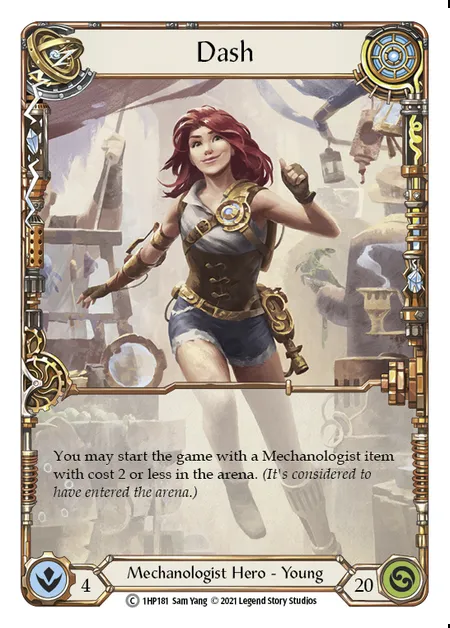 Dash
You may start the game with a Mechanologist item
with cost 2 or less in the arena. (It's considered to
have entered the arena.)
4
Mechanologist Hero - Young
20
C 1HP181 Sam Yang © 2021 Legend Story Studios